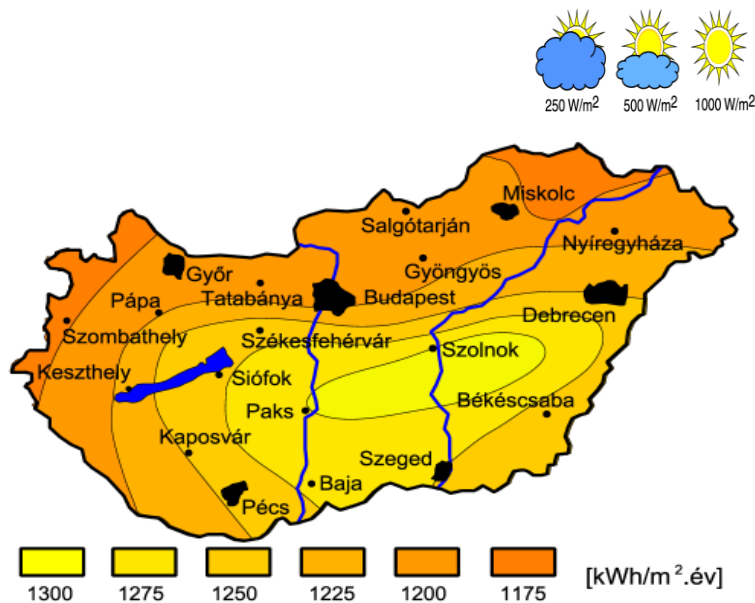 250 W/m² 500 W/m² 1000 W/m²
Miskolc
Salgótarján
Nyíregyháza
Győr
Gyöngyös
Pápa
Tatabánya
Budapest
Debrecen
Szombathely
Székesfehérvár
Szolnok
Keszthely
Siófok
Paks
Békéscsaba
Kaposvár
Szeged
Baja
Pécs
1300 1275 1250 1225 1200 1175 [kWh/m².év]